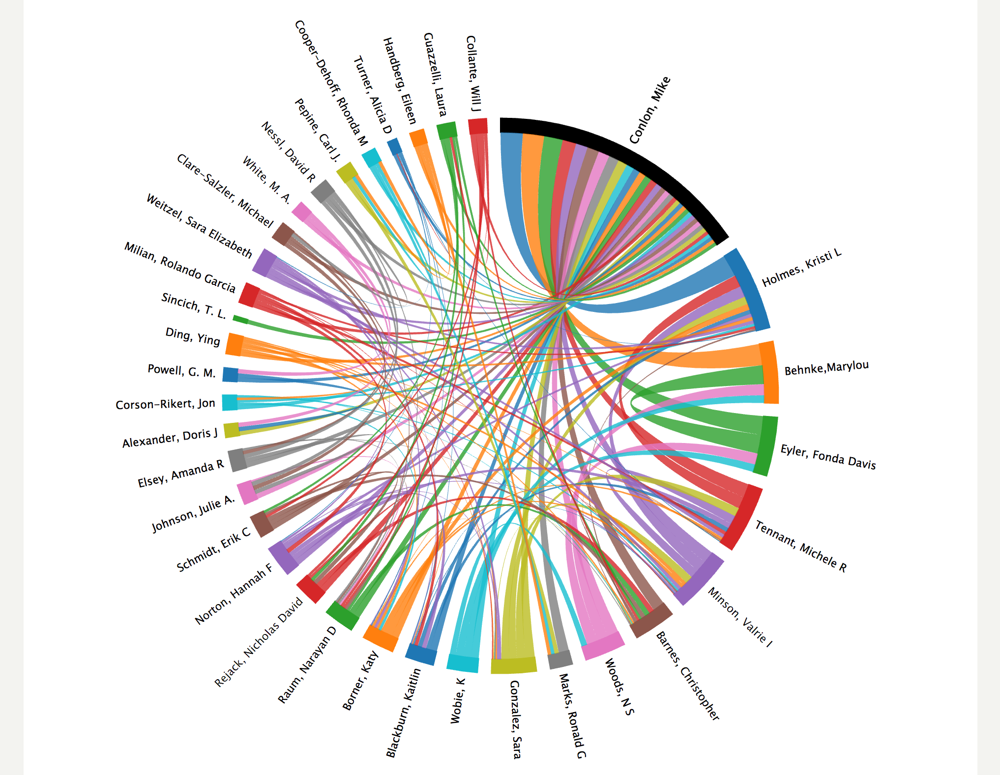 Conlon, Mike
Holmes, Kristi L
Behnke,Marylou
Eyler, Fonda Davis
Tennant, Michele R
Minson, Valrie I
Barnes, Christopher
Woods, N S
Marks, Ronald G
Gonzalez, Sara
Wobie, K
Blackburn, Kaitlin
Borner, Katy
Raum, Narayan D
Rejack, Nicholas David
Norton, Hannah F
Schmidt, Erik C
Johnson, Julie A.
Elsey, Amanda R
Alexander, Doris J
Corson-Rikert, Jon
Powell, G. M.
Ding, Ying
Sincich, T. L.
Milian, Rolando Garcia
Weitzel, Sara Elizabeth
Clare-Salzler, Michael
White, M. A.
Nessl, David R
Pepine, Carl J.
Cooper-Dehoff, Rhonda M
Turner, Alicia D
Handberg, Eileen
Guazzelli, Laura
Collante, Will J